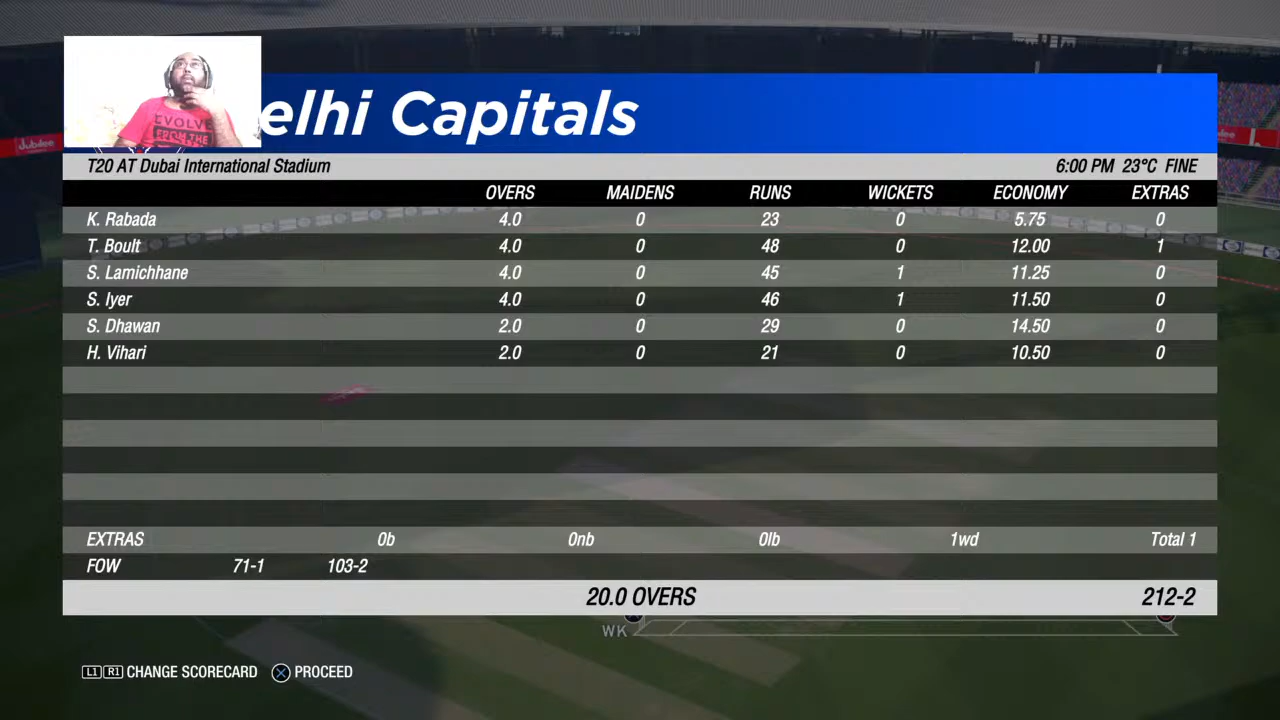 elhi Capitals
EVOLVE
FROM THE
Jubilee
T20 AT Dubai International Stadium 6:00 PM 23°C FINE
OVERS MAIDENS RUNS WICKETS ECONOMY EXTRAS
K. Rabada 4.0 0 23 0 5.75 0
T. Boult 4.0 0 48 0 12.00 1
S. Lamichhane 4.0 0 45 1 11.25 0
S. Iyer 4.0 0 46 1 11.50 0
S. Dhawan 2.0 0 29 0 14.50 0
H. Vihari 2.0 0 21 0 10.50 0
EXTRAS 0b 0nb 0lb 1wd Total 1
FOW 71-1 103-2
20.0 OVERS 212-2
WK
L1 R1 CHANGE SCORECARD PROCEED